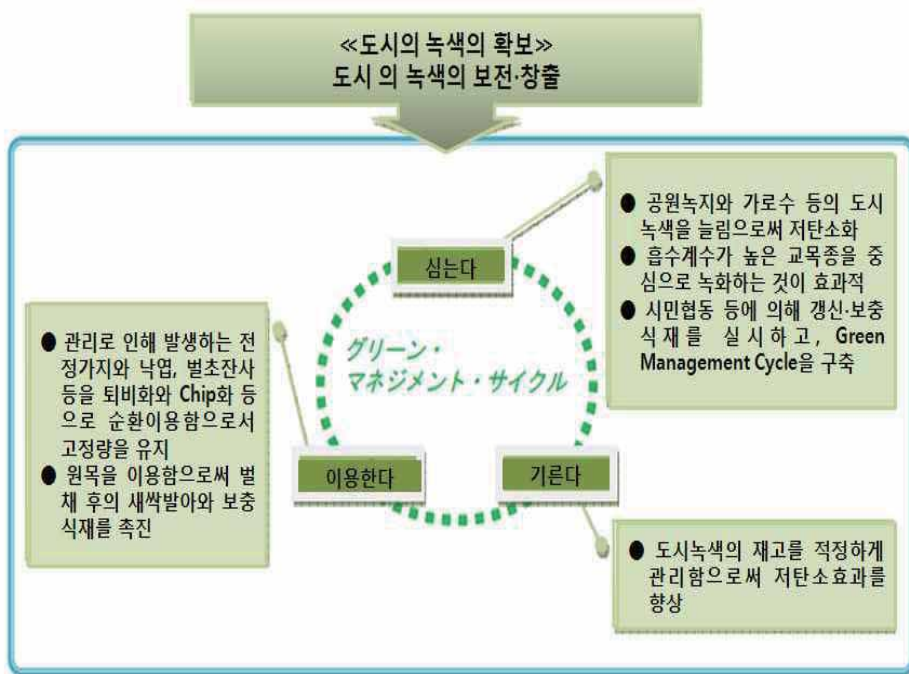 ≪도시의 녹색의 확보≫
도시 의 녹색의 보전·창출
심는다
● 공원녹지와 가로수 등의 도시
녹색을 늘림으로써 저탄소화
● 흡수계수가 높은 교목종을 중
심으로 녹화하는 것이 효과적
● 시민협동 등에 의해 갱신·보충
식재를 실시하고, Green
Management Cycle을 구축
グリーン・
マネジメント・サイクル
● 관리로 인해 발생하는 전
정가지와 낙엽, 벌초잔사
등을 퇴비화와 Chip화 등
으로 순환이용함으로서
고정량을 유지
● 원목을 이용함으로써 벌
채 후의 새싹발아와 보충
식재를 촉진
이용한다
기른다
● 도시녹색의 재고를 적정하게
관리함으로써 저탄소효과를
향상